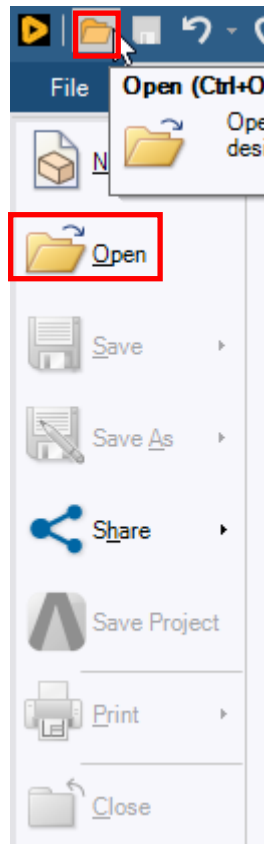 File
Open (Ctrl+O
Ope
desi
N
Open
Save
Save As
Share
Save Project
Print
Close